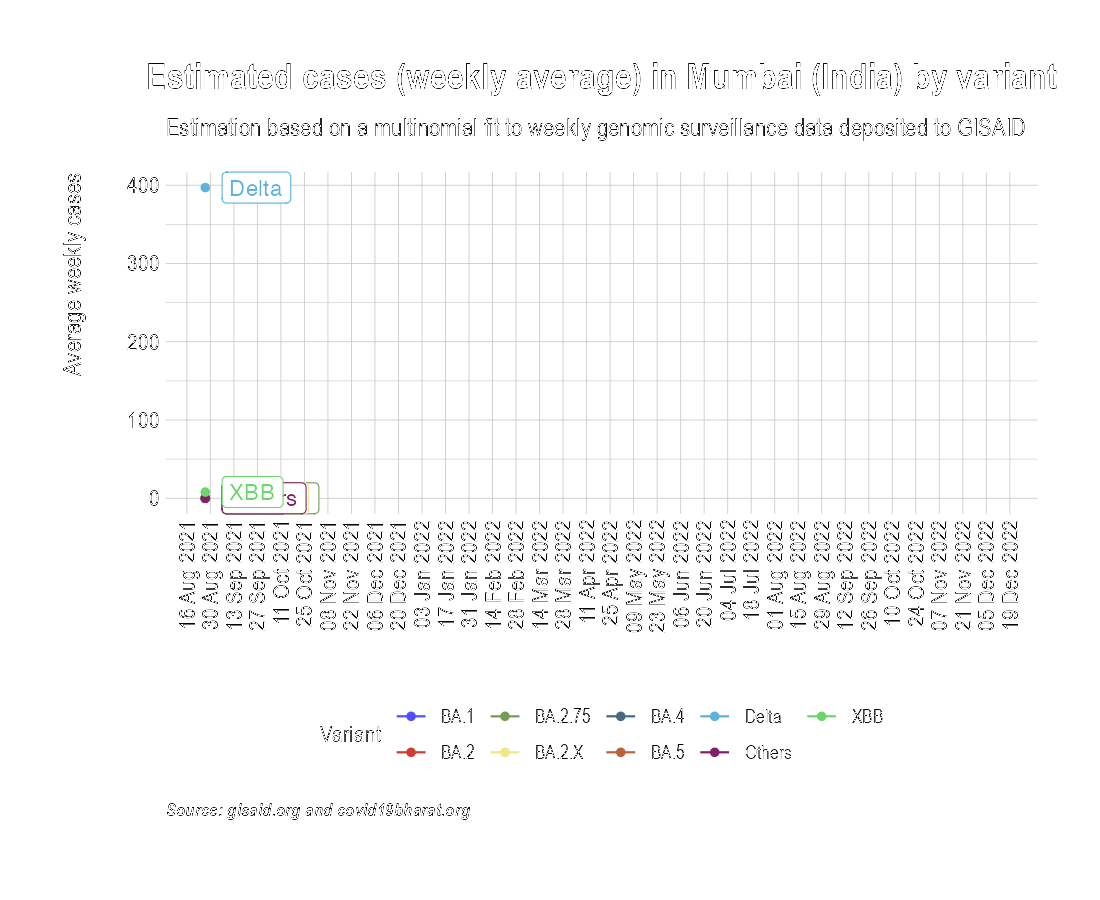 Estimated cases (weekly average) in Mumbai (India) by variant
Estimation based on a multinomial fit to weekly genomic surveillance data deposited to GISAID
Average weekly cases
400
300
200
100
0
Delta
XBB
rs
16 Aug 2021
30 Aug 2021
13 Sep 2021
27 Sep 2021
11 Oct 2021
25 Oct 2021
08 Nov 2021
22 Nov 2021
06 Dec 2021
20 Dec 2021
03 Jan 2022
17 Jan 2022
31 Jan 2022
14 Feb 2022
28 Feb 2022
14 Mar 2022
28 Mar 2022
11 Apr 2022
25 Apr 2022
09 May 2022
23 May 2022
06 Jun 2022
20 Jun 2022
04 Jul 2022
18 Jul 2022
01 Aug 2022
15 Aug 2022
29 Aug 2022
12 Sep 2022
26 Sep 2022
10 Oct 2022
24 Oct 2022
07 Nov 2022
21 Nov 2022
05 Dec 2022
19 Dec 2022
Variant
BA.1 BA.2.75 BA.4 Delta XBB
BA.2 BA.2.X BA.5 Others
Source: gisaid.org and covid19bharat.org